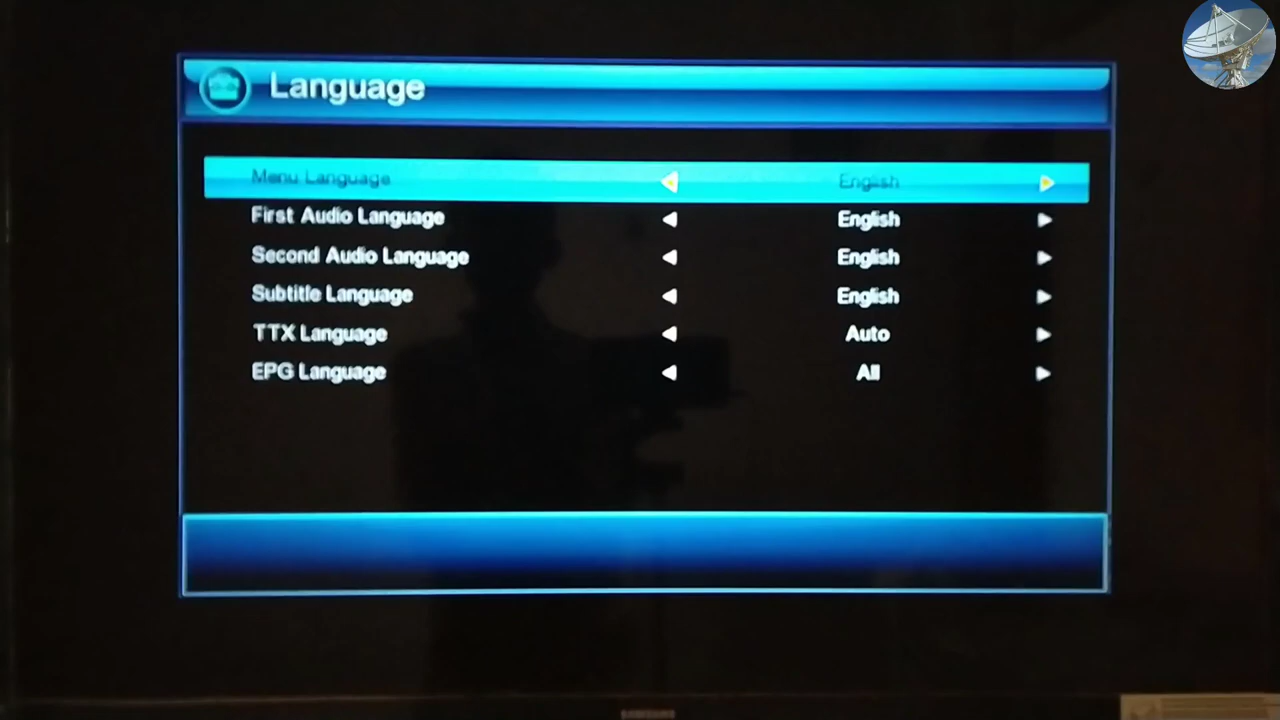 Language
Menu Language English
First Audio Language English
Second Audio Language English
Subtitle Language English
TTX Language Auto
EPG Language All
SAMSUNG